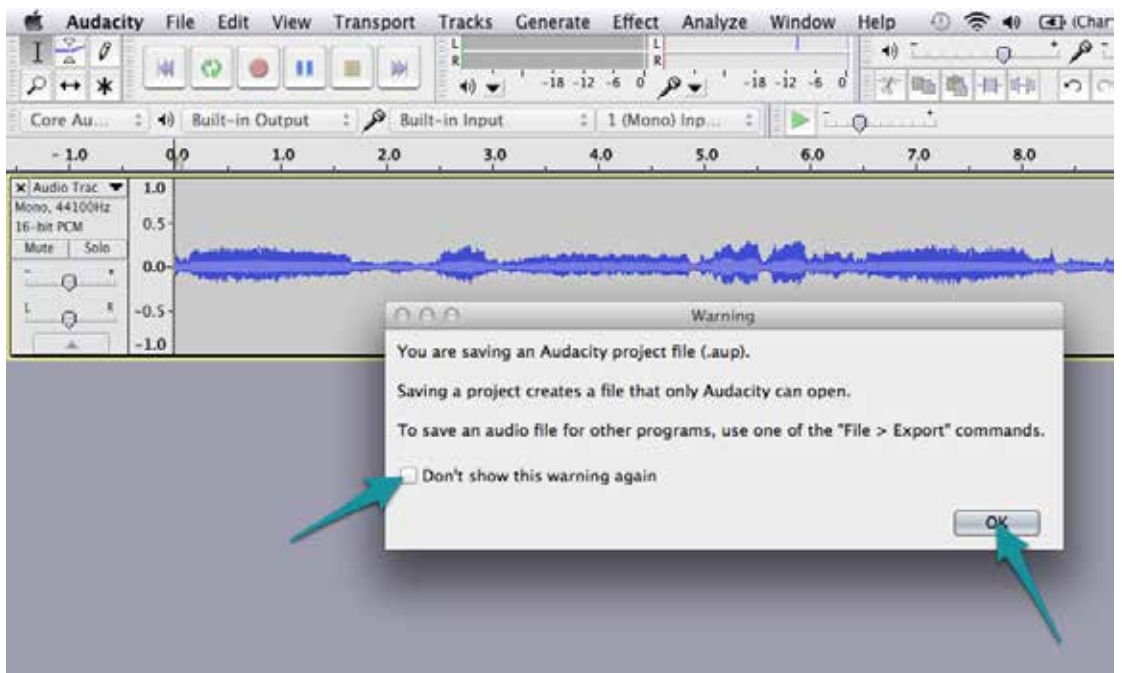 Audacity File Edit View Transport Tracks Generate Effect Analyze Window Help
L
R
L
R
-18 -12 -6 0
-18 -12 -6 0
Core Au... Built-in Output Built-in Input 1 (Mono) Inp...
- 1.0 0.0 1.0 2.0 3.0 4.0 5.0 6.0 7.0 8.0
x Audio Trac
Mono, 44100Hz
16-bit PCM
Mute Solo
- +
L R
1.0
0.5
0.0
-0.5
-1.0
Warning
You are saving an Audacity project file (.aup).
Saving a project creates a file that only Audacity can open.
To save an audio file for other programs, use one of the "File > Export" commands.
Don't show this warning again
OK